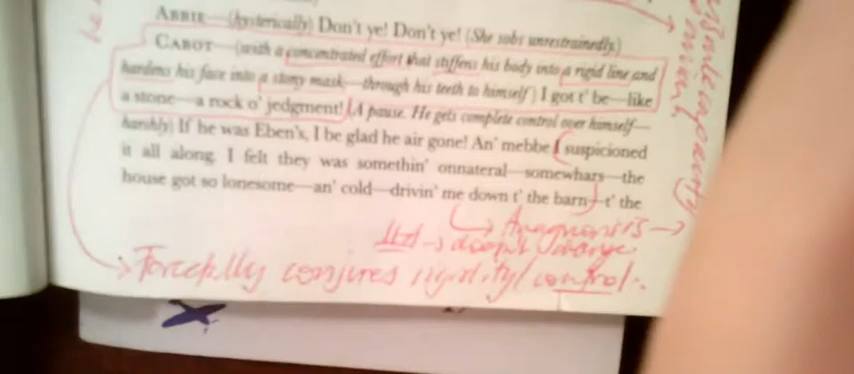 ABBIE—(hysterically) Don't ye! Don't ye! (She sobs unrestrainedly.)
CABOT—(with a concentrated effort that stiffens his body into a rigid line and
hardens his face into a stony mask—through his teeth to himself) I got t' be—like
a stone—a rock o' jedgment! (A pause. He gets complete control over himself—
harshly) If he was Eben's, I be glad he air gone! An' mebbe I suspicioned
it all along. I felt they was somethin' onnateral—somewhars—the
house got so lonesome—an' cold—drivin' me down t' the barn—t' the
Anagnorisis →
→ doesn't change
Forcefully conjures rigidity/control.